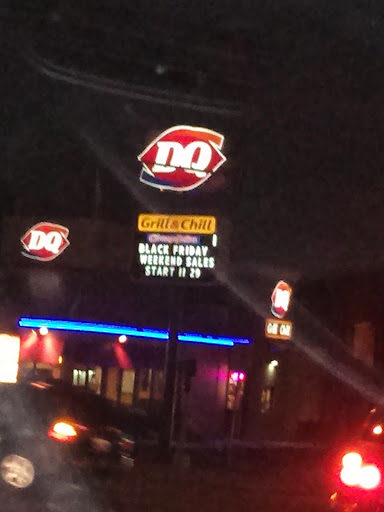 DQ
Grill & Chill
BLACK FRIDAY
WEEKEND SALES
START 11 29
DQ